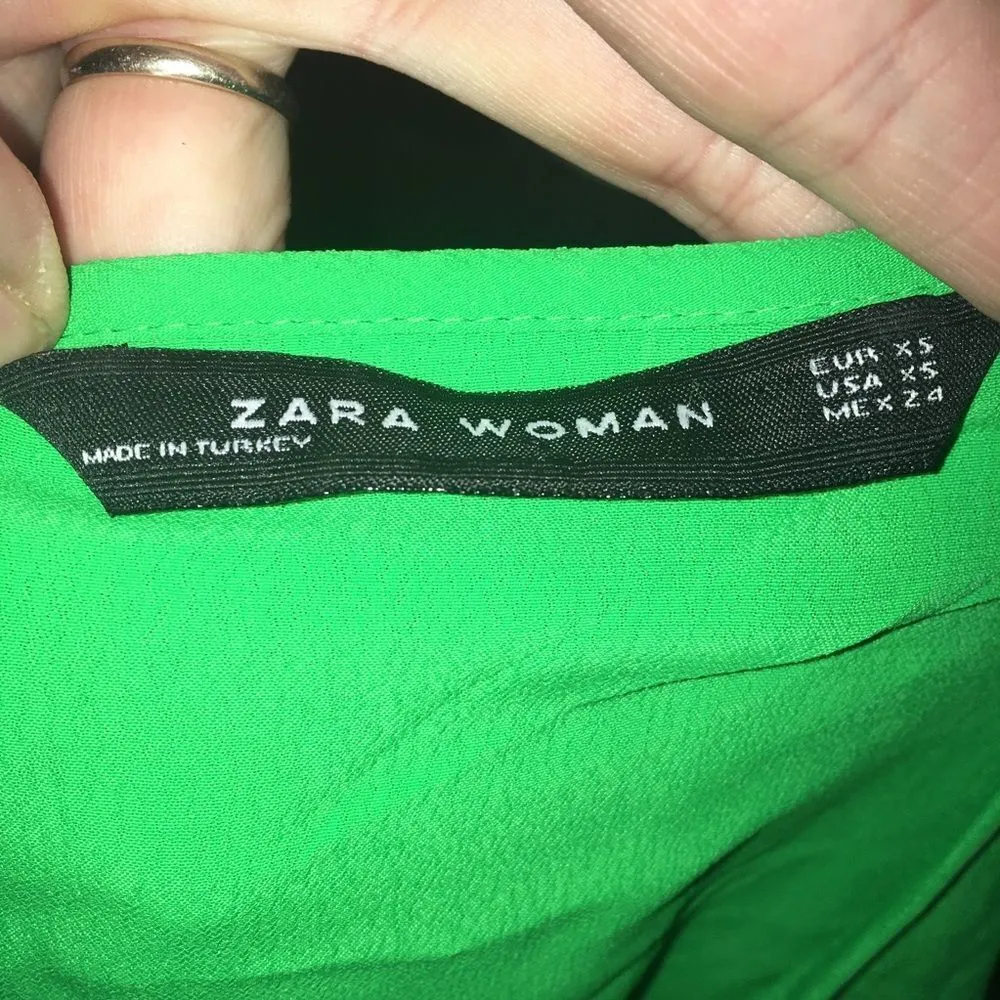 ZARA WOMAN
MADE IN TURKEY
EUR XS
USA XS
MEX 24